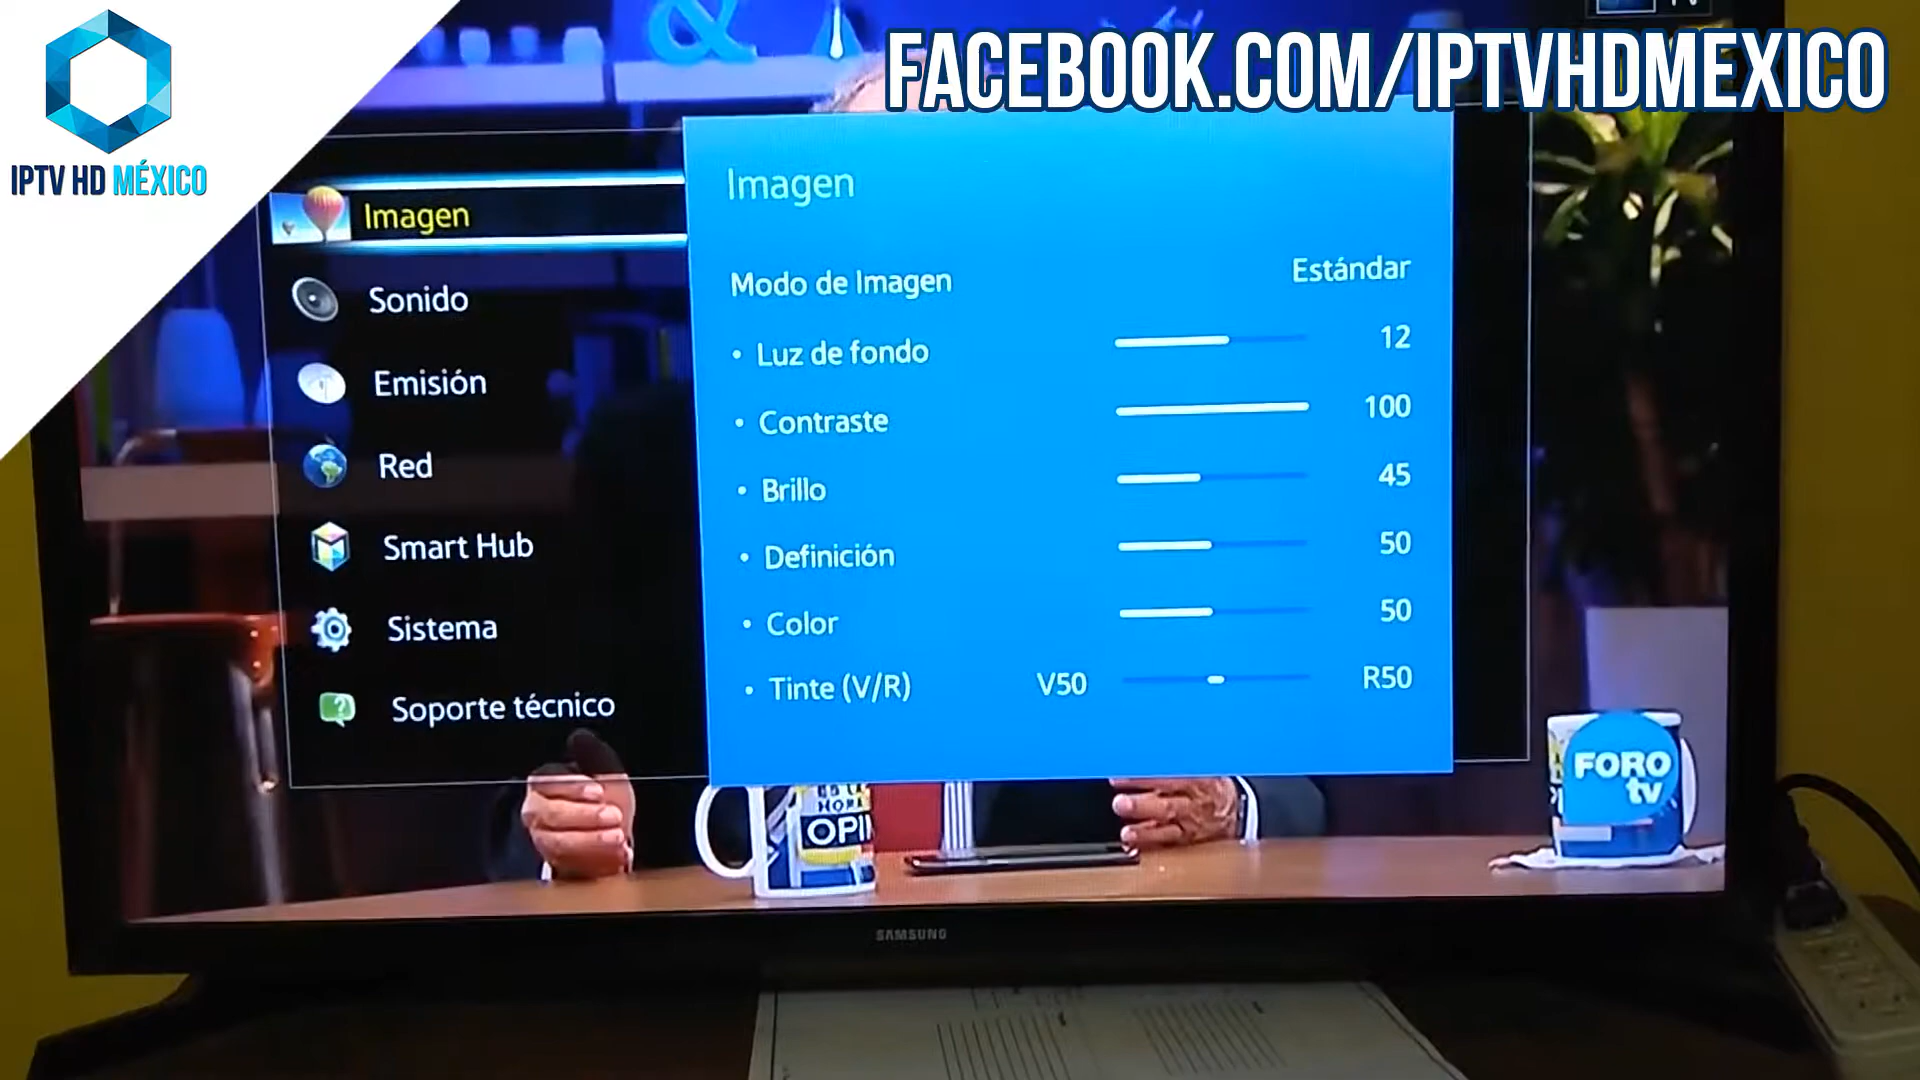 FACEBOOK.COM/IPTVHDMEXICO
IPTV HD MÉXICO
Imagen
Sonido
Emisión
Red
Smart Hub
Sistema
Soporte técnico
Imagen
Modo de Imagen Estándar
• Luz de fondo 12
• Contraste 100
• Brillo 45
• Definición 50
• Color 50
• Tinte (V/R) V50 R50
HORA
OPI
FORO
tv
SAMSUNG